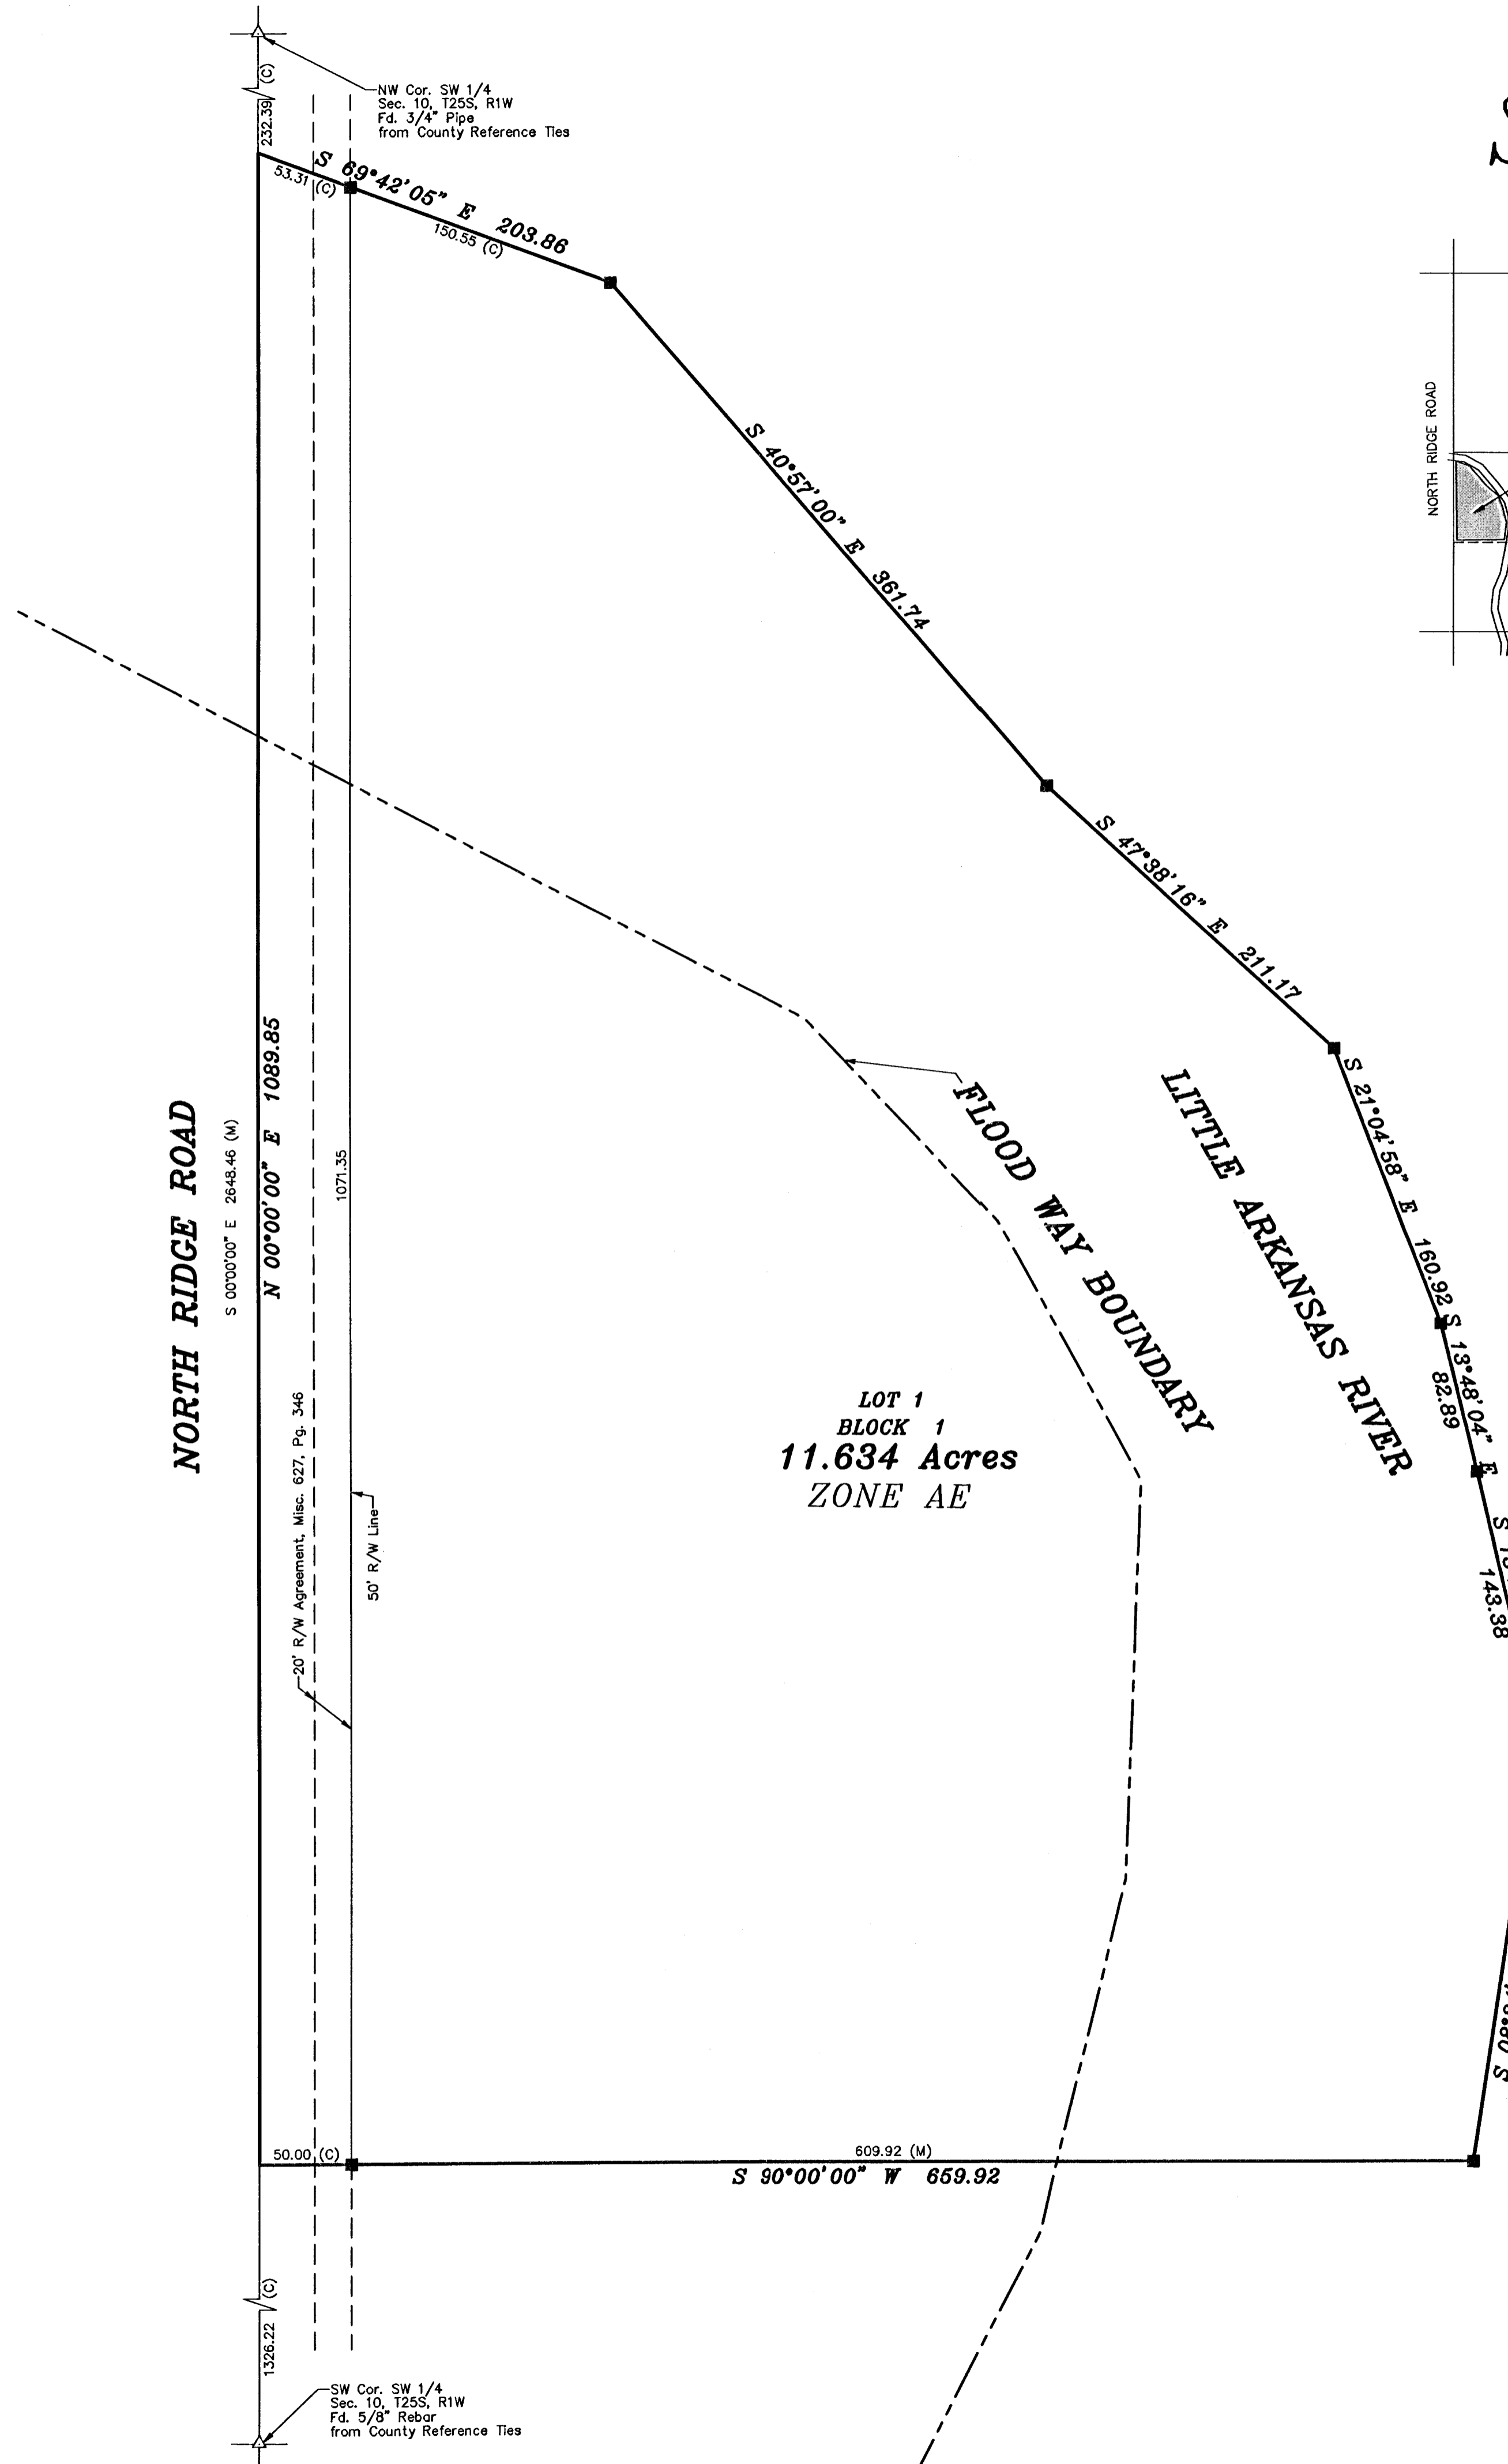 232.39 (C)
NW Cor. SW 1/4
Sec. 10, T25S, R1W
Fd. 3/4" Pipe
from County Reference Ties
S 69°42'05" E 203.86
53.31 (C)
150.55 (C)
NORTH RIDGE ROAD
S 40°57'00" E 361.74
S 47°38'16" E 211.17
S 21°04'58" E 160.92
S 13°48'04" E
82.89
S
143.38
NORTH RIDGE ROAD
S 00°00'00" E 2648.46 (M)
N 00°00'00" E 1089.85
1071.35
FLOOD WAY BOUNDARY
LITTLE ARKANSAS RIVER
LOT 1
BLOCK 1
11.634 Acres
ZONE AE
20' R/W Agreement, Misc. 627, Pg. 346
50' R/W Line
50.00 (C)
609.92 (M)
S 90°00'00" W 659.92
1326.22 (C)
SW Cor. SW 1/4
Sec. 10, T25S, R1W
Fd. 5/8" Rebar
from County Reference Ties